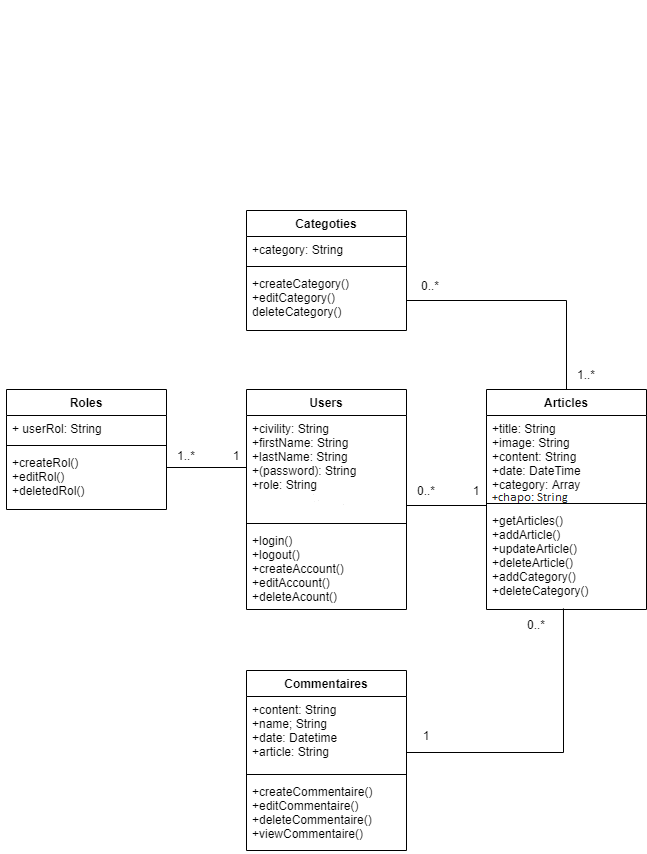 Categoties
+category: String
+createCategory()
+editCategory()
deleteCategory()
0..*
1..*
Roles
+ userRol: String
+createRol()
+editRol()
+deletedRol()
1..*
1
Users
+civility: String
+firstName: String
+lastName: String
+(password): String
+role: String
+login()
+logout()
+createAccount()
+editAccount()
+deleteAcount()
0..*
1
Articles
+title: String
+image: String
+content: String
+date: DateTime
+category: Array
+chapo: String
+getArticles()
+addArticle()
+updateArticle()
+deleteArticle()
+addCategory()
+deleteCategory()
0..*
1
Commentaires
+content: String
+name; String
+date: Datetime
+article: String
+createCommentaire()
+editCommentaire()
+deleteCommentaire()
+viewCommentaire()